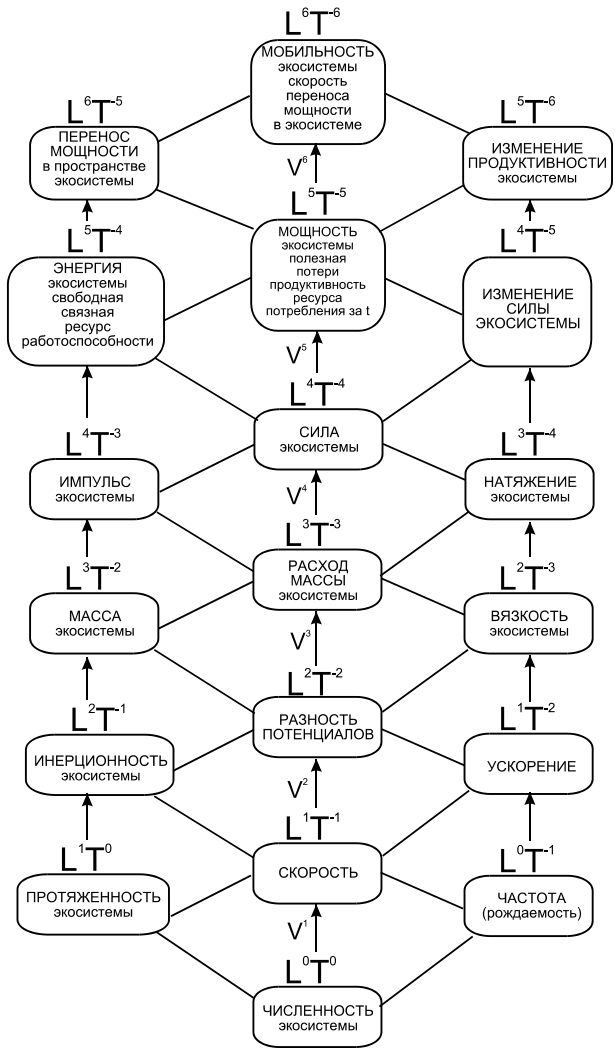 L⁶T⁻⁶
МОБИЛЬНОСТЬ
экосистемы
скорость
переноса
мощности
в экосистеме
L⁶T⁻⁵
ПЕРЕНОС
МОЩНОСТИ
в пространстве
экосистемы
L⁵T⁻⁶
ИЗМЕНЕНИЕ
ПРОДУКТИВНОСТИ
экосистемы
V⁶
L⁵T⁻⁵
МОЩНОСТЬ
экосистемы
полезная
потери
продуктивность
ресурса
потребления за t
L⁵T⁻⁴
ЭНЕРГИЯ
экосистемы
свободная
связная
ресурс
работоспособности
L⁴T⁻⁵
ИЗМЕНЕНИЕ
СИЛЫ
ЭКОСИСТЕМЫ
V⁵
L⁴T⁻⁴
СИЛА
экосистемы
L⁴T⁻³
ИМПУЛЬС
экосистемы
L³T⁻⁴
НАТЯЖЕНИЕ
экосистемы
V⁴
L³T⁻³
РАСХОД
МАССЫ
экосистемы
L³T⁻²
МАССА
экосистемы
L²T⁻³
ВЯЗКОСТЬ
экосистемы
V³
L²T⁻²
РАЗНОСТЬ
ПОТЕНЦИАЛОВ
L²T⁻¹
ИНЕРЦИОННОСТЬ
экосистемы
L¹T⁻²
УСКОРЕНИЕ
V²
L¹T⁻¹
СКОРОСТЬ
L¹T⁰
ПРОТЯЖЕННОСТЬ
экосистемы
L⁰T⁻¹
ЧАСТОТА
(рождаемость)
V¹
L⁰T⁰
ЧИСЛЕННОСТЬ
экосистемы